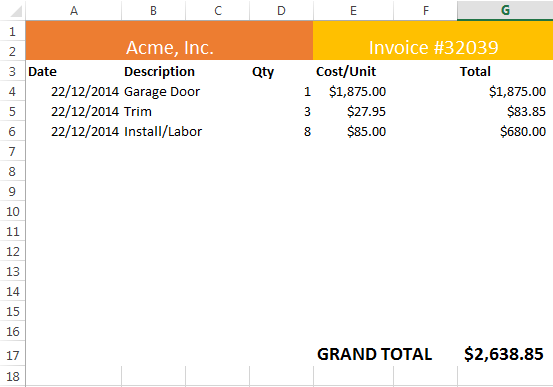 A B C D E F G
1
2 Acme, Inc. Invoice #32039
3 Date Description Qty Cost/Unit Total
4 22/12/2014 Garage Door 1 $1,875.00 $1,875.00
5 22/12/2014 Trim 3 $27.95 $83.85
6 22/12/2014 Install/Labor 8 $85.00 $680.00
7
8
9
10
11
12
13
14
15
16
17 GRAND TOTAL $2,638.85
18